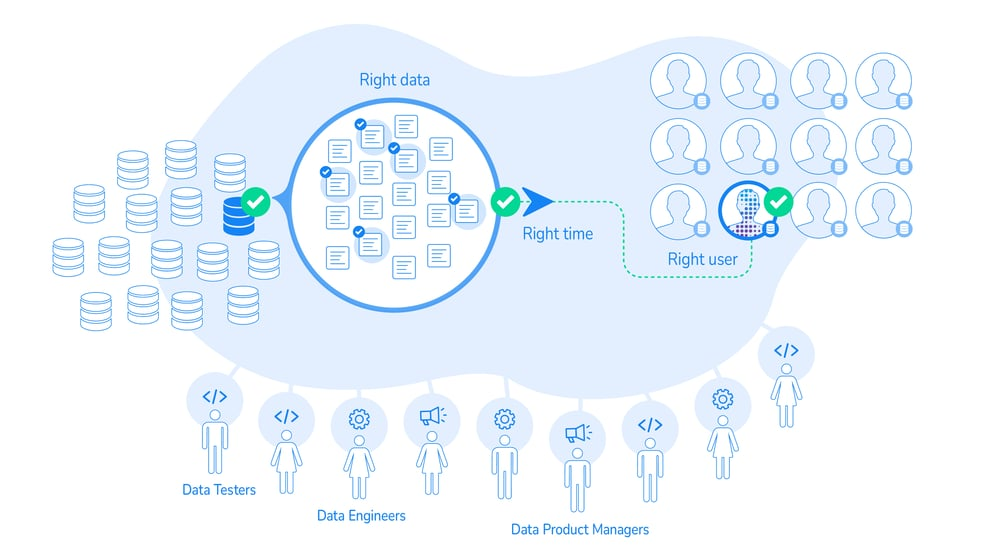 Right data
Right time
Right user
</>
</>
</>
</>
Data Testers
Data Engineers
Data Product Managers